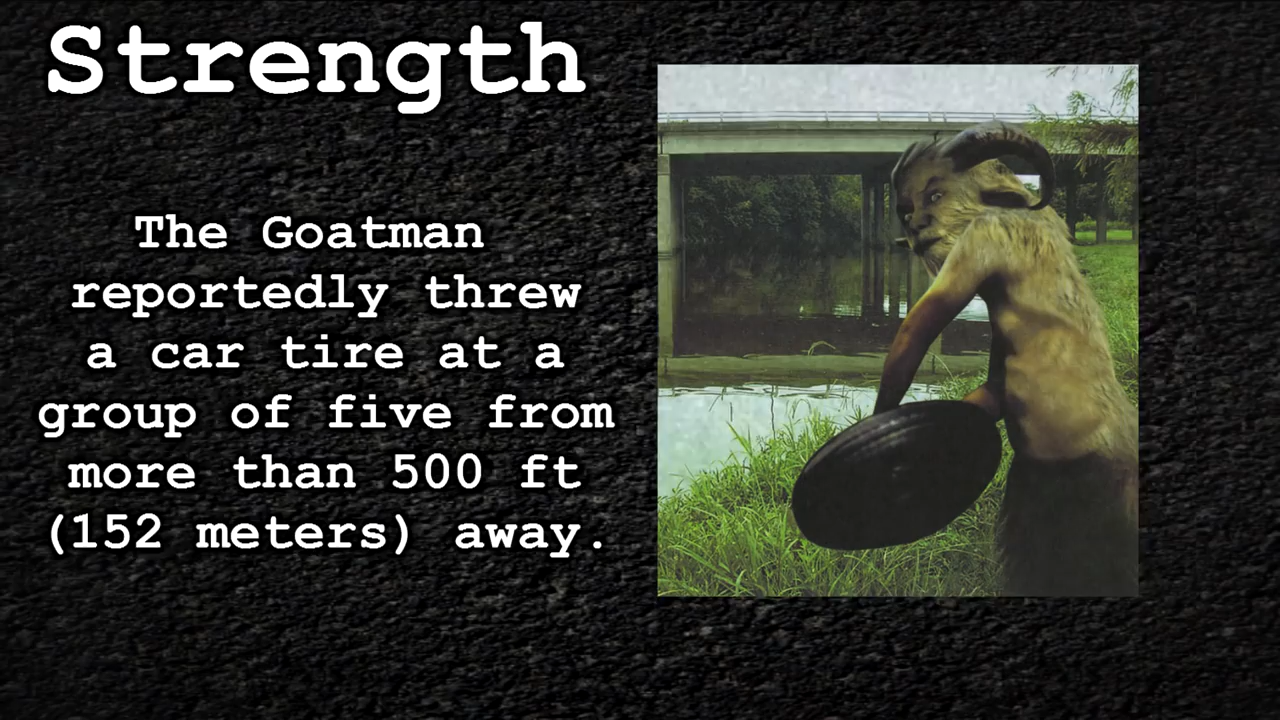 Strength
The Goatman
reportedly threw
a car tire at a
group of five from
more than 500 ft
(152 meters) away.